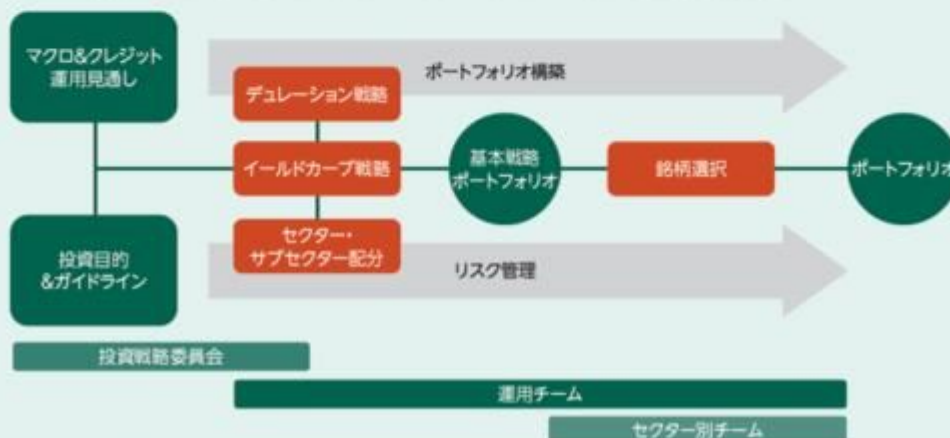 マクロ&クレジット
運用見通し
ポートフォリオ構築
デュレーション戦略
イールドカーブ戦略
基本戦略
ポートフォリオ
銘柄選択
ポートフォリオ
セクター・
サブセクター配分
投資目的
&ガイドライン
リスク管理
投資戦略委員会
運用チーム
セクター別チーム